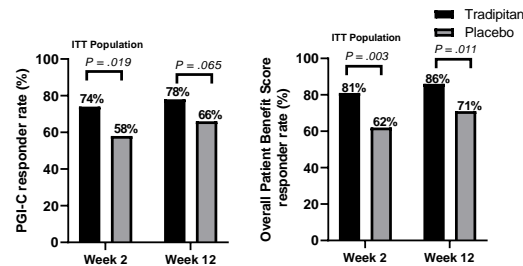 Tradipitan
Placebo
ITT Population
P = .019
P = .065
74%
58%
78%
66%
PGI-C responder rate (%)
100
80
60
40
20
0
Week 2
Week 12
ITT Population
P = .003
P = .011
81%
62%
86%
71%
Overall Patient Benefit Score
responder rate (%)
100
80
60
40
20
0
Week 2
Week 12